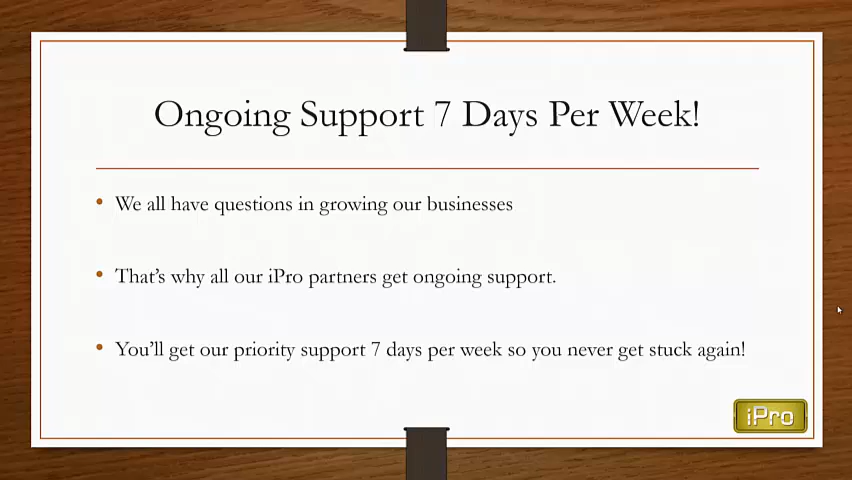 Ongoing Support 7 Days Per Week!
We all have questions in growing our businesses
That’s why all our iPro partners get ongoing support.
You’ll get our priority support 7 days per week so you never get stuck again!
iPro